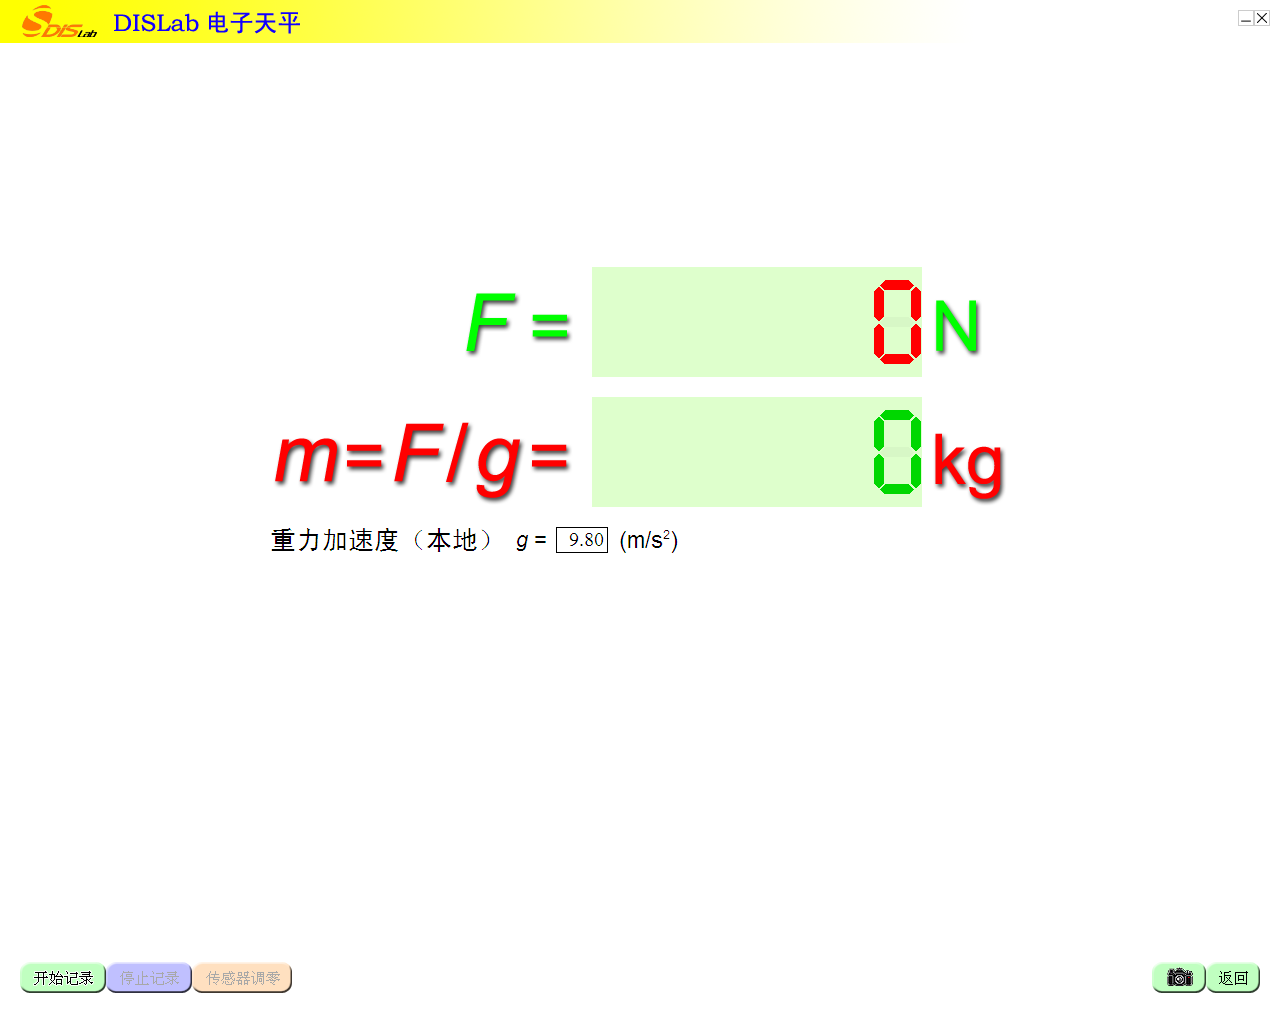 DISLab DISLab 电子天平
F = 0 N
m=F/g= 0 kg
重力加速度（本地） g = 9.80 (m/s²)
开始记录 停止记录 传感器调零 返回